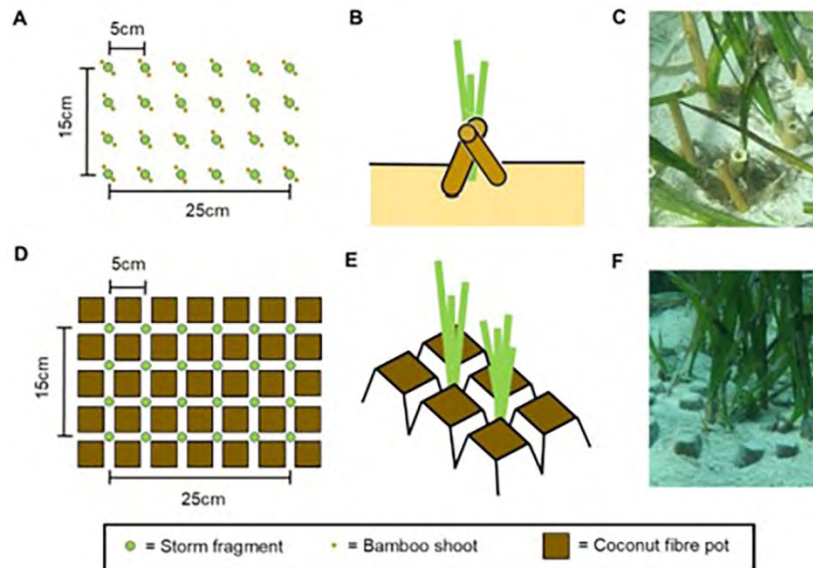 A
5cm
15cm
25cm
B
C
D
5cm
15cm
25cm
E
F
= Storm fragment
= Bamboo shoot
= Coconut fibre pot